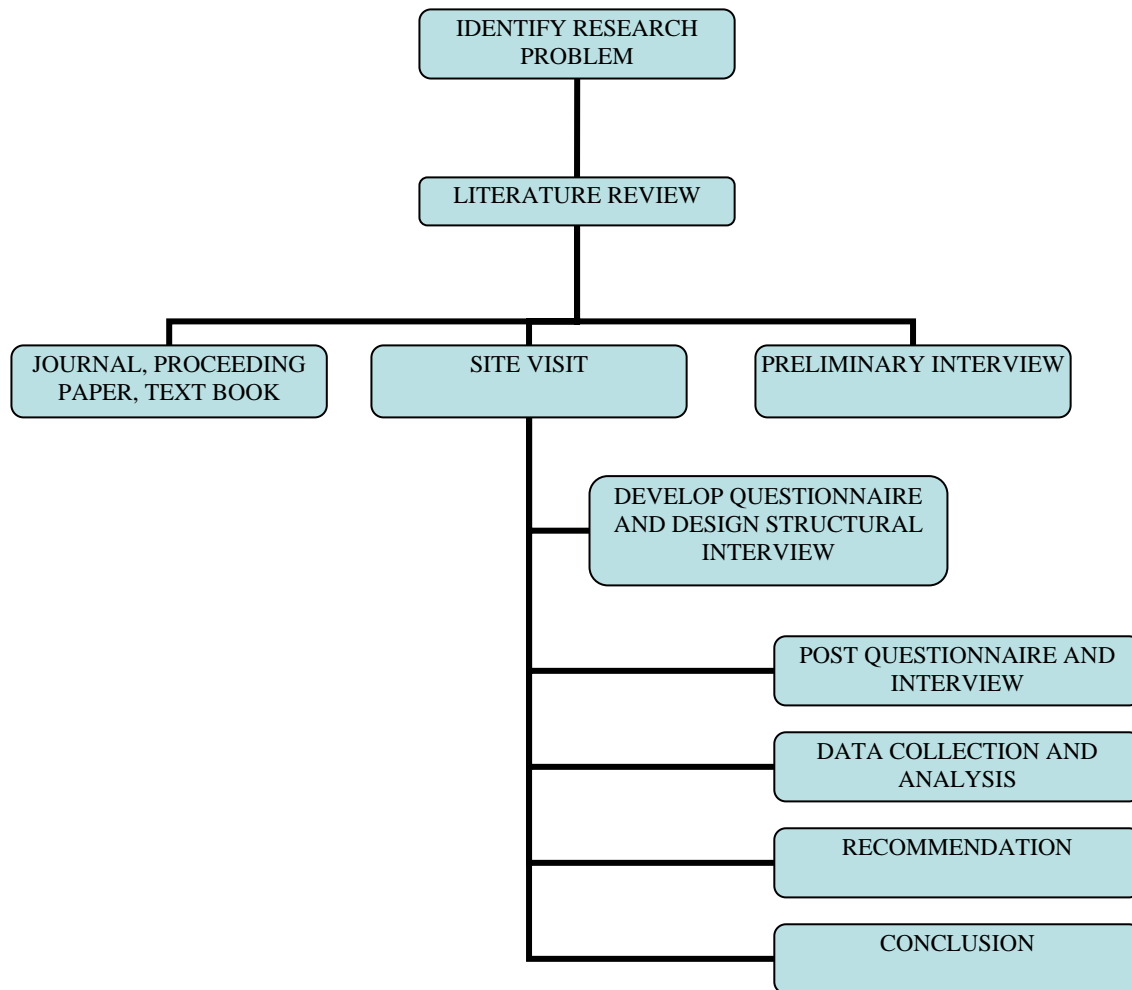 IDENTIFY RESEARCH
PROBLEM
LITERATURE REVIEW
JOURNAL, PROCEEDING
PAPER, TEXT BOOK
SITE VISIT
PRELIMINARY INTERVIEW
DEVELOP QUESTIONNAIRE
AND DESIGN STRUCTURAL
INTERVIEW
POST QUESTIONNAIRE AND
INTERVIEW
DATA COLLECTION AND
ANALYSIS
RECOMMENDATION
CONCLUSION